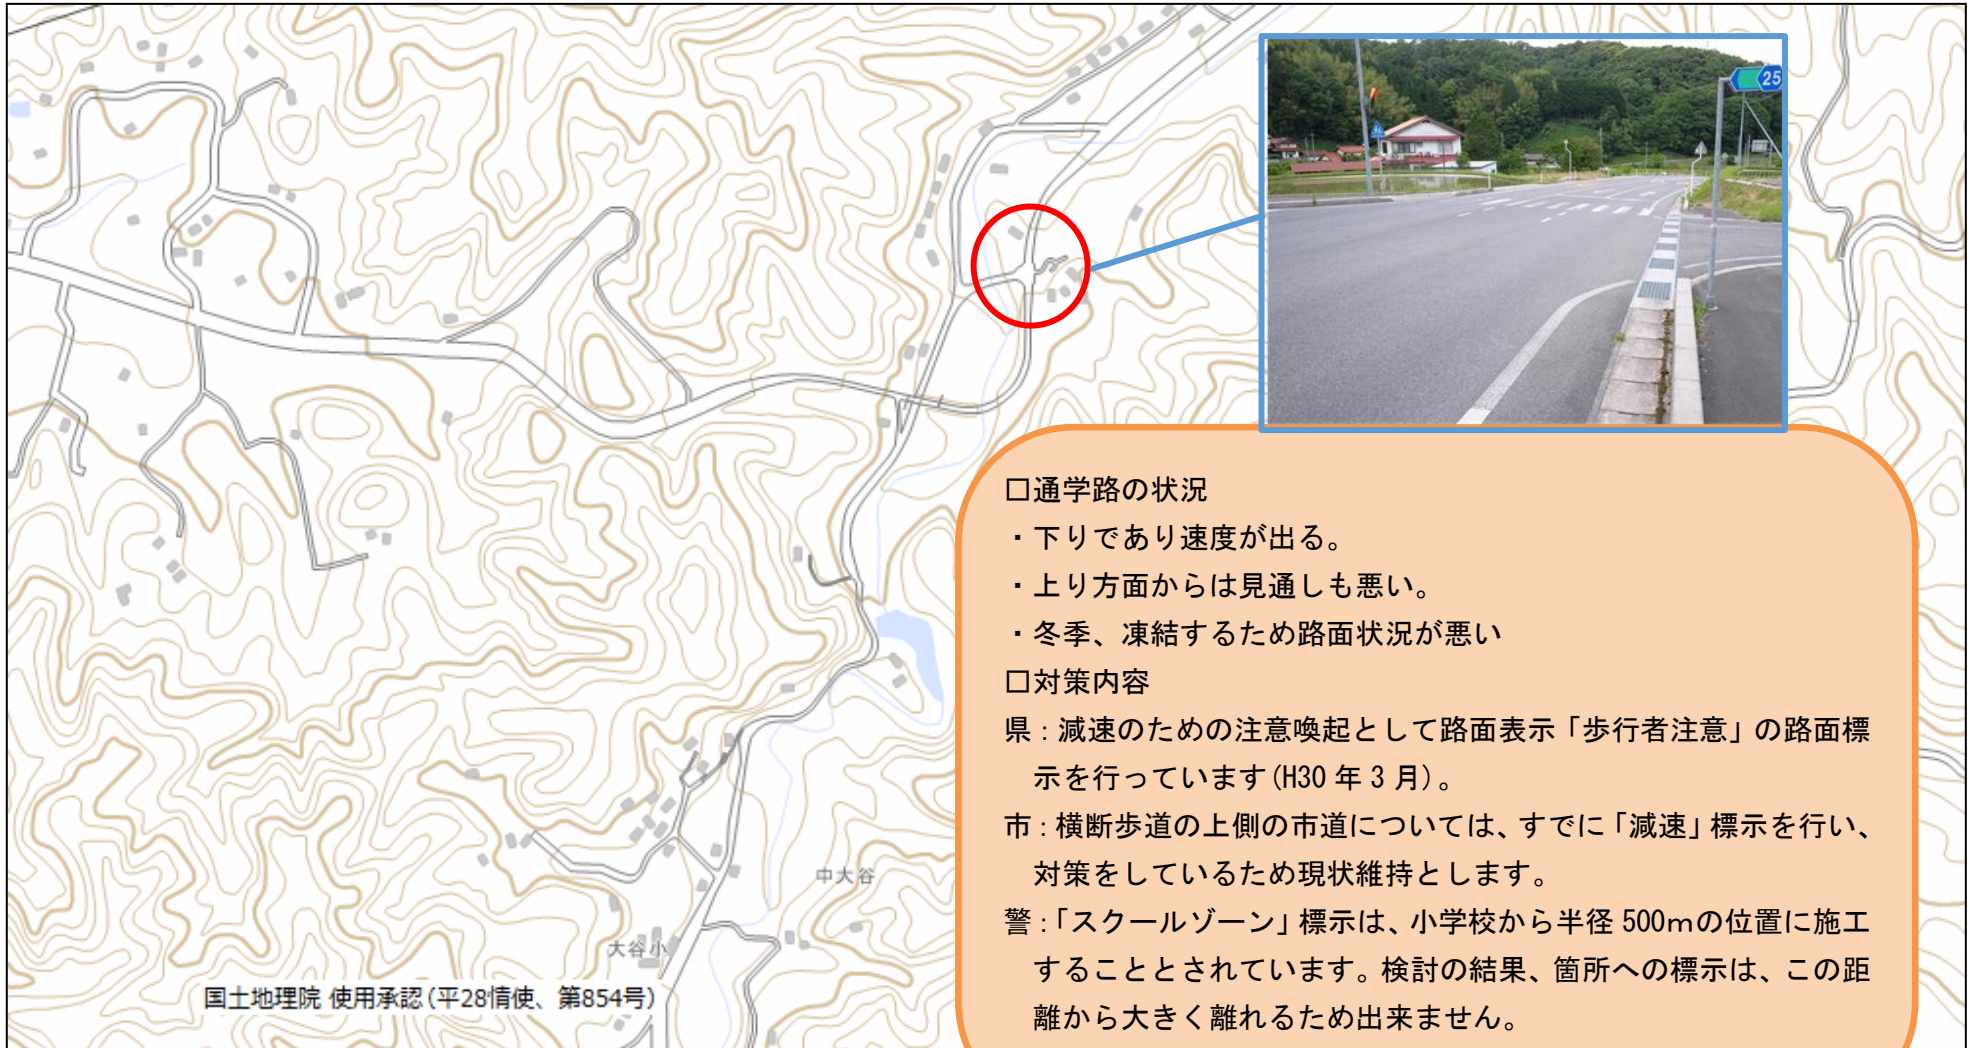 25
□通学路の状況
・下りであり速度が出る。
・上り方面からは見通しも悪い。
・冬季、凍結するため路面状況が悪い
□対策内容
県：減速のための注意喚起として路面表示「歩行者注意」の路面標
示を行っています(H30 年 3 月)。
市：横断歩道の上側の市道については、すでに「減速」標示を行い、
対策をしているため現状維持とします。
警：「スクールゾーン」標示は、小学校から半径 500mの位置に施工
することとされています。検討の結果、箇所への標示は、この距
離から大きく離れるため出来ません。
中大谷
大谷小
国土地理院 使用承認(平28情使、第854号)